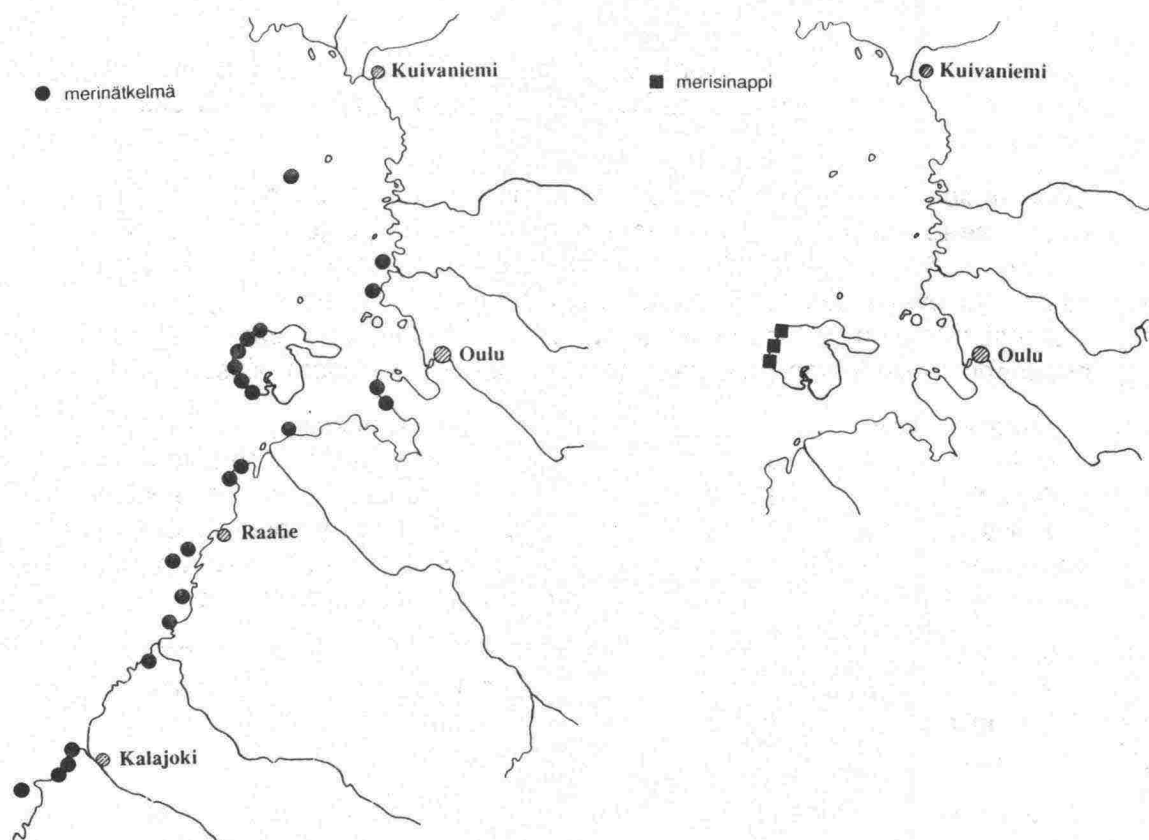 merinätkelmä
Kuivaniemi
Oulu
Raahe
Kalajoki
merisinappi
Kuivaniemi
Oulu